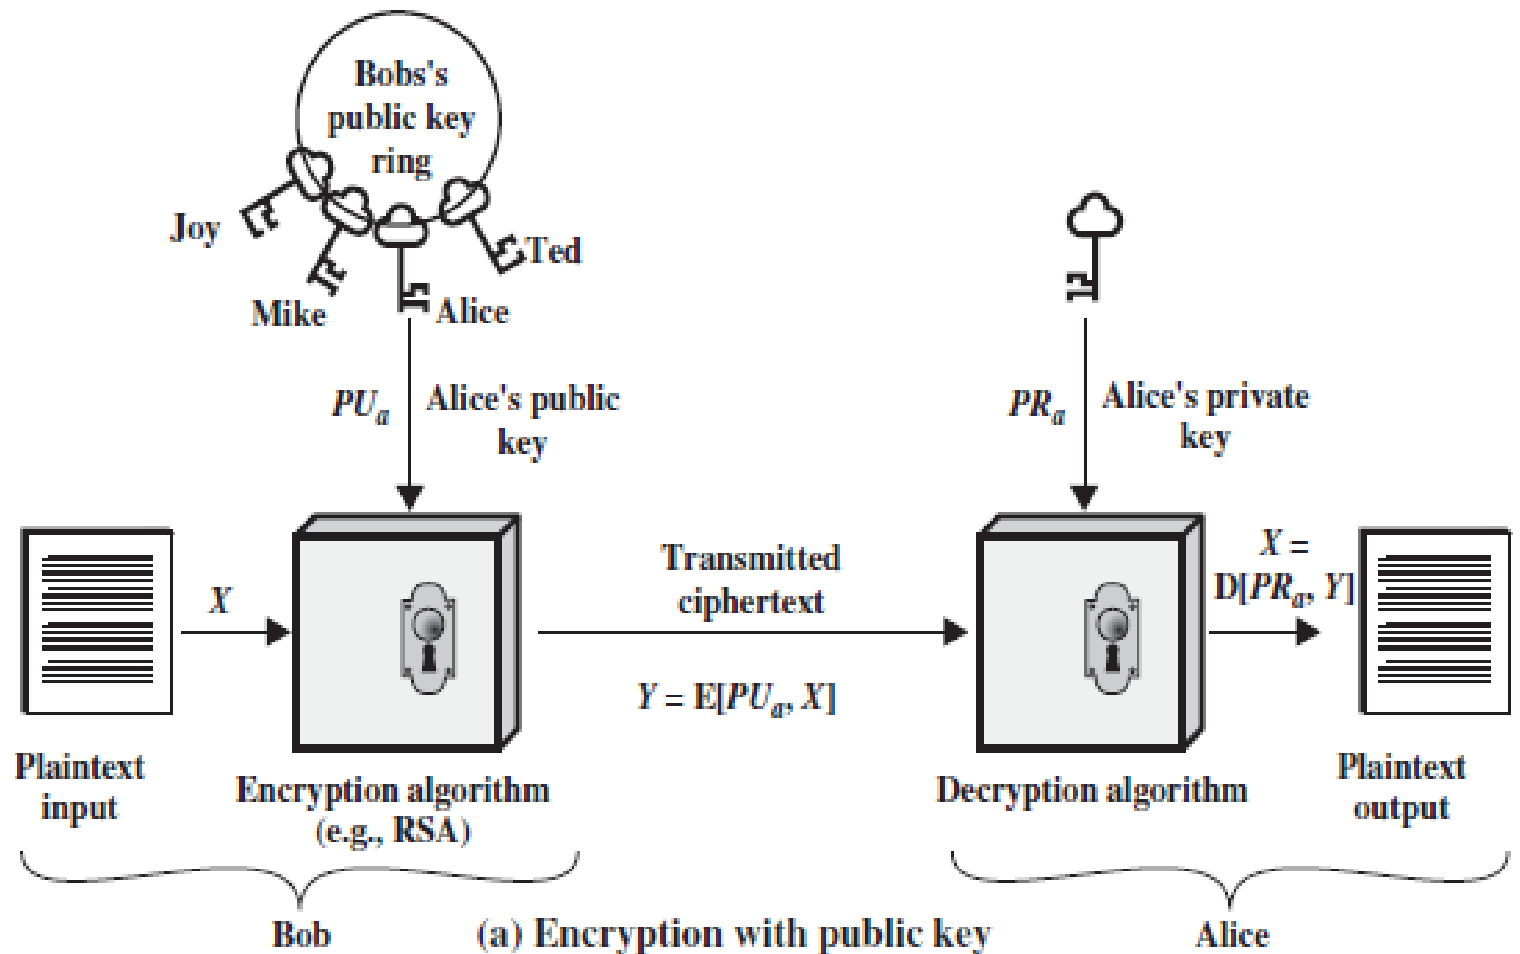 Bobs's
public key
ring
Joy
Ted
Mike
Alice
PUa
Alice's public
key
PRa
Alice's private
key
X
Transmitted
ciphertext
Y = E[PUa, X]
X =
D[PRa, Y]
Plaintext
input
Encryption algorithm
(e.g., RSA)
Decryption algorithm
Plaintext
output
Bob
(a) Encryption with public key
Alice